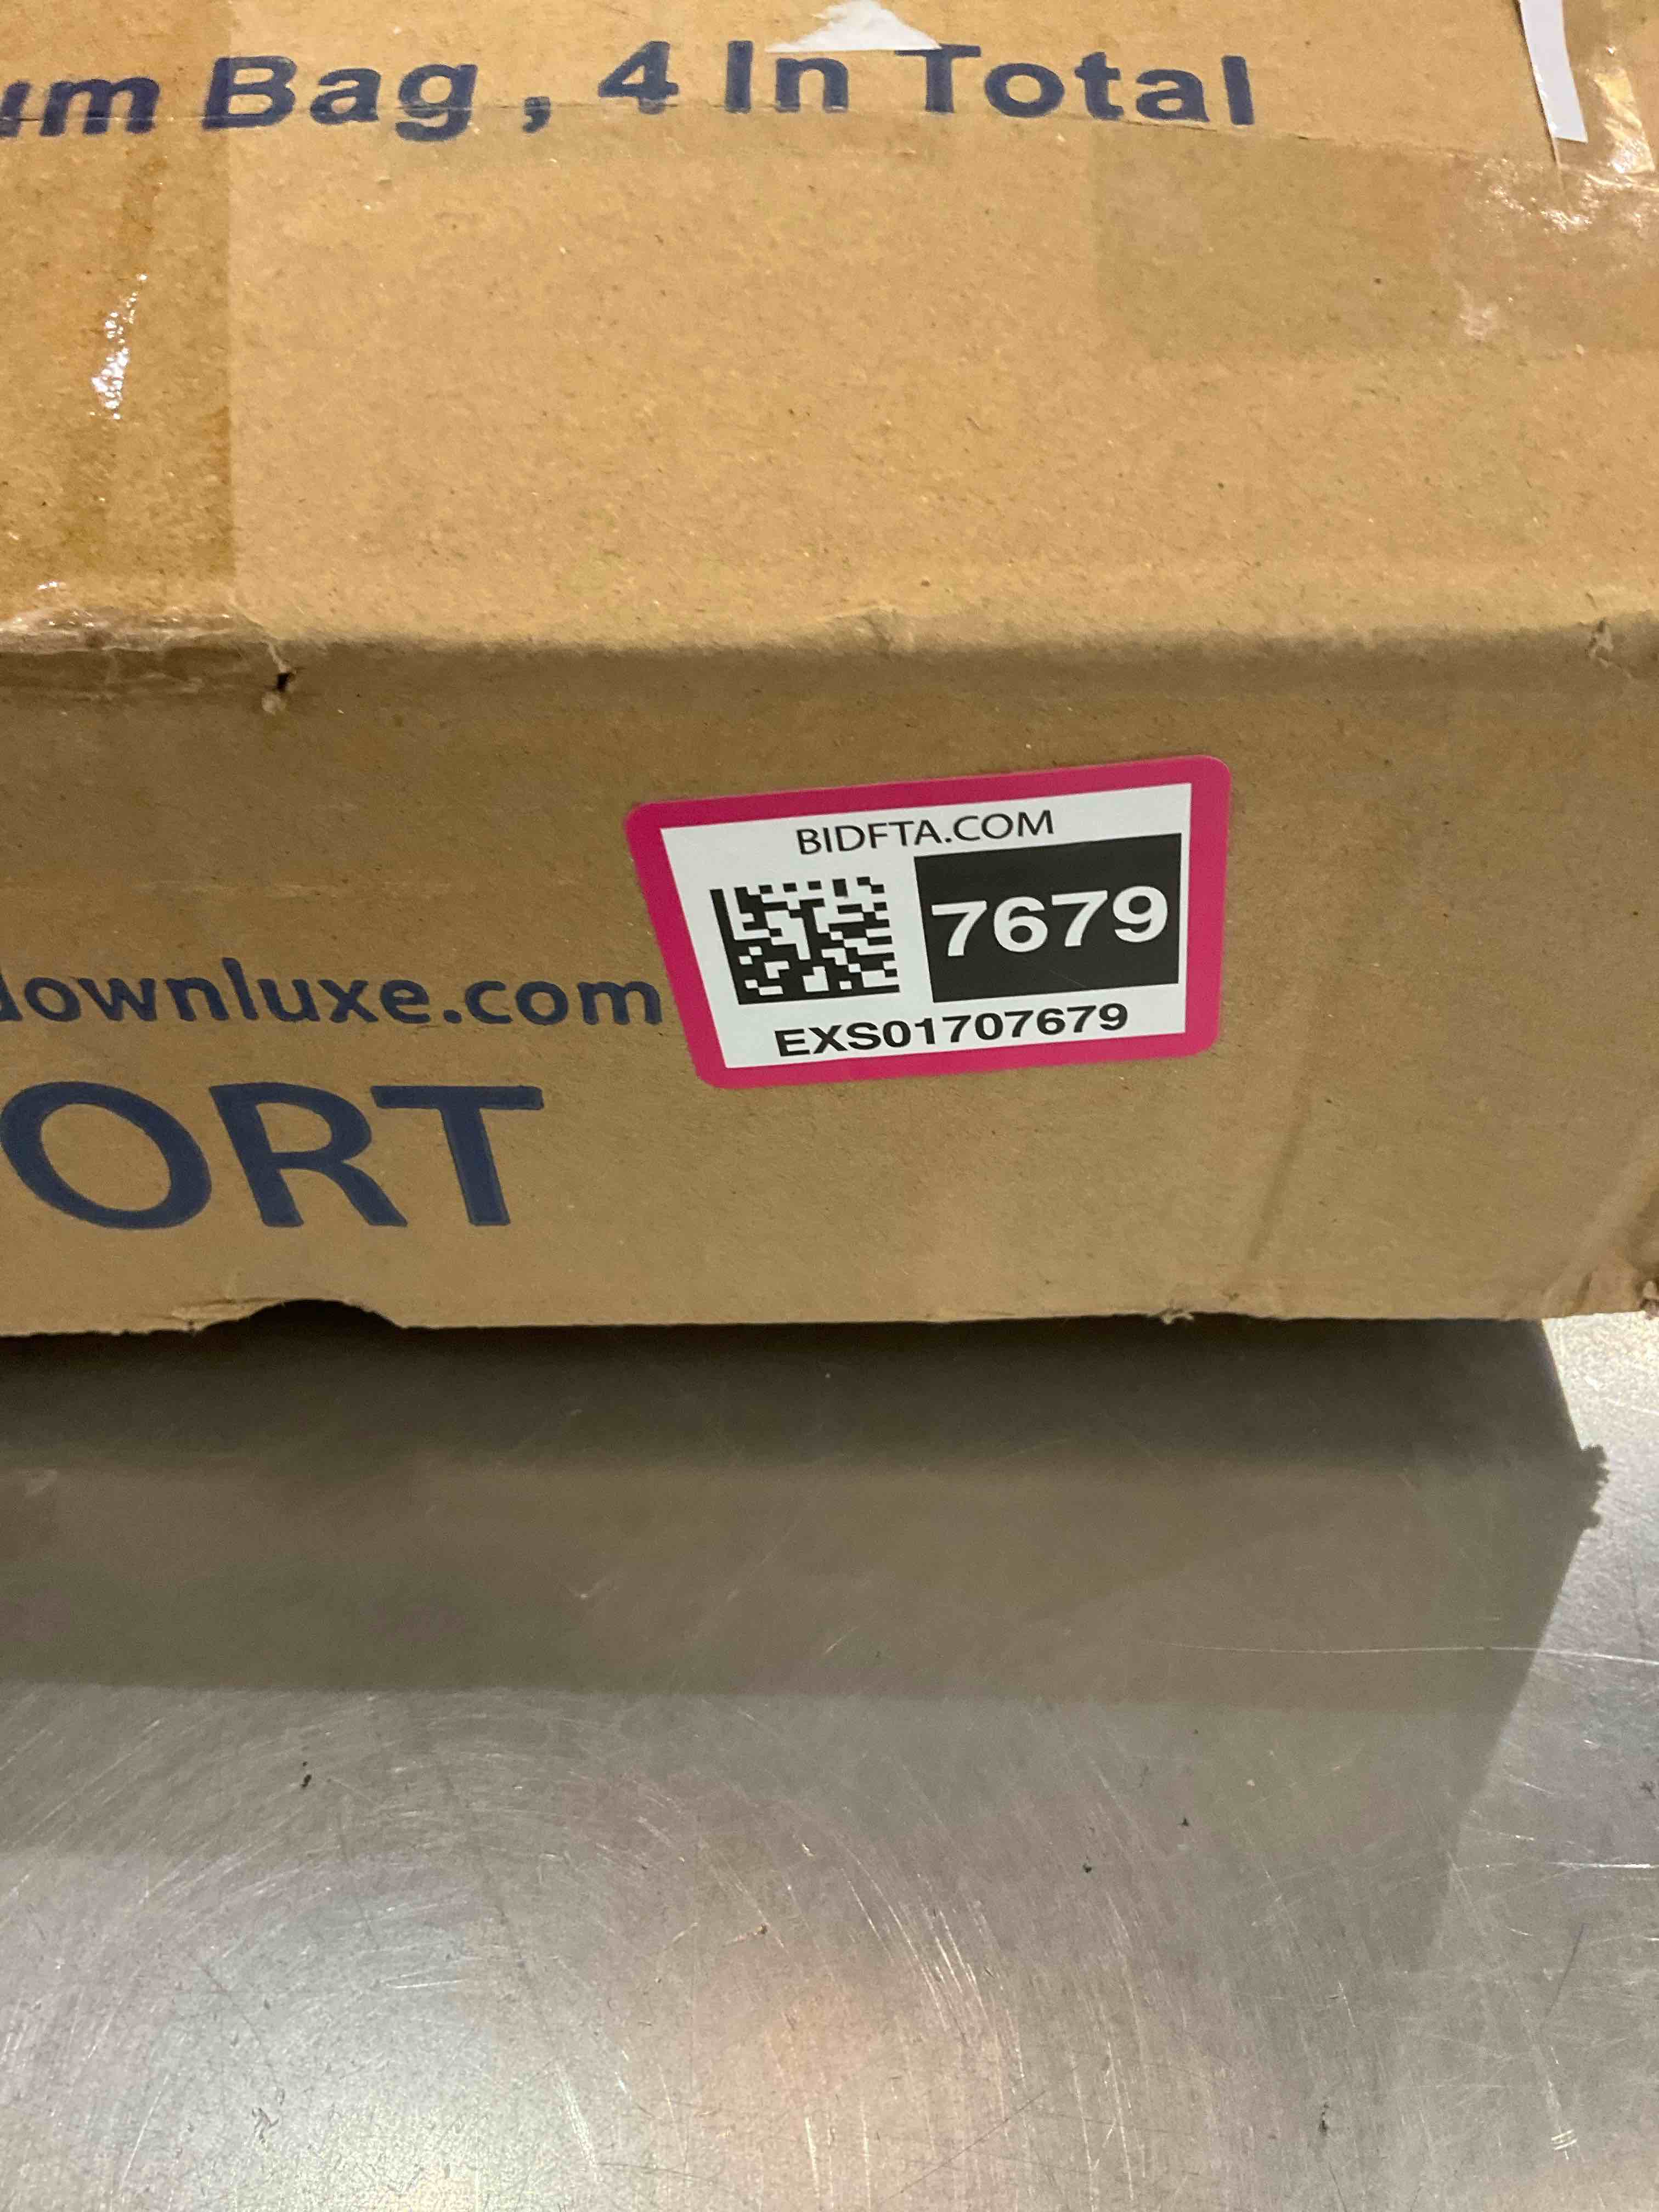 um Bag , 4 In Total
BIDFTA.COM
7679
EXS01707679
downluxe.com
ORT